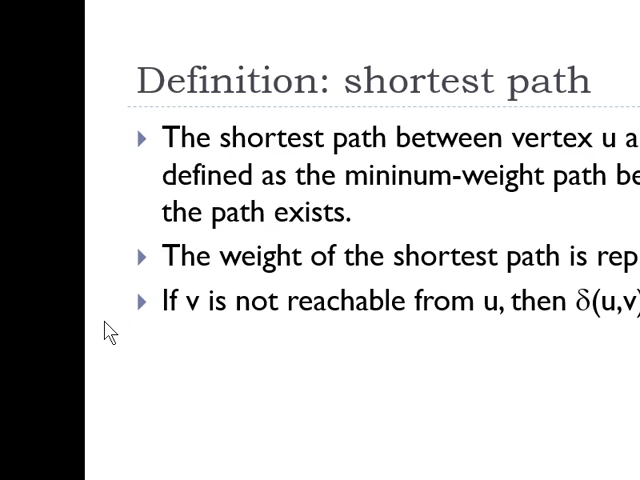 Definition: shortest path
The shortest path between vertex u a
defined as the mininum-weight path be
the path exists.
The weight of the shortest path is rep
If v is not reachable from u, then δ(u,v)